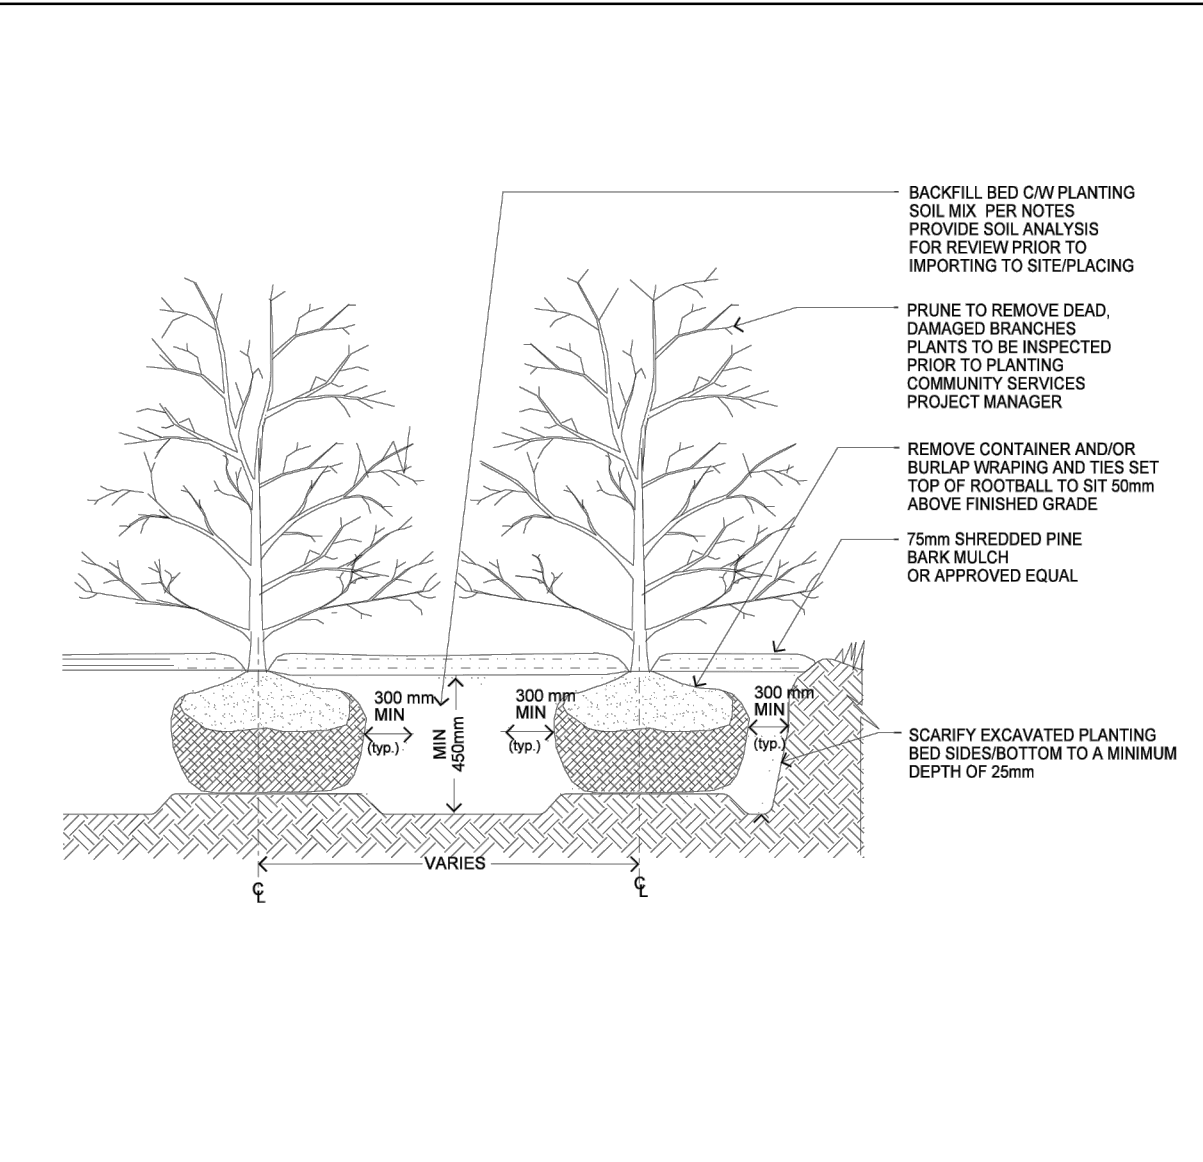 BACKFILL BED C/W PLANTING
SOIL MIX PER NOTES
PROVIDE SOIL ANALYSIS
FOR REVIEW PRIOR TO
IMPORTING TO SITE/PLACING
PRUNE TO REMOVE DEAD,
DAMAGED BRANCHES
PLANTS TO BE INSPECTED
PRIOR TO PLANTING
COMMUNITY SERVICES
PROJECT MANAGER
REMOVE CONTAINER AND/OR
BURLAP WRAPING AND TIES SET
TOP OF ROOTBALL TO SIT 50mm
ABOVE FINISHED GRADE
75mm SHREDDED PINE
BARK MULCH
OR APPROVED EQUAL
300 mm
MIN
(typ.)
MIN
450mm
300 mm
MIN
(typ.)
300 mm
MIN
(typ.)
SCARIFY EXCAVATED PLANTING
BED SIDES/BOTTOM TO A MINIMUM
DEPTH OF 25mm
VARIES
CL
CL